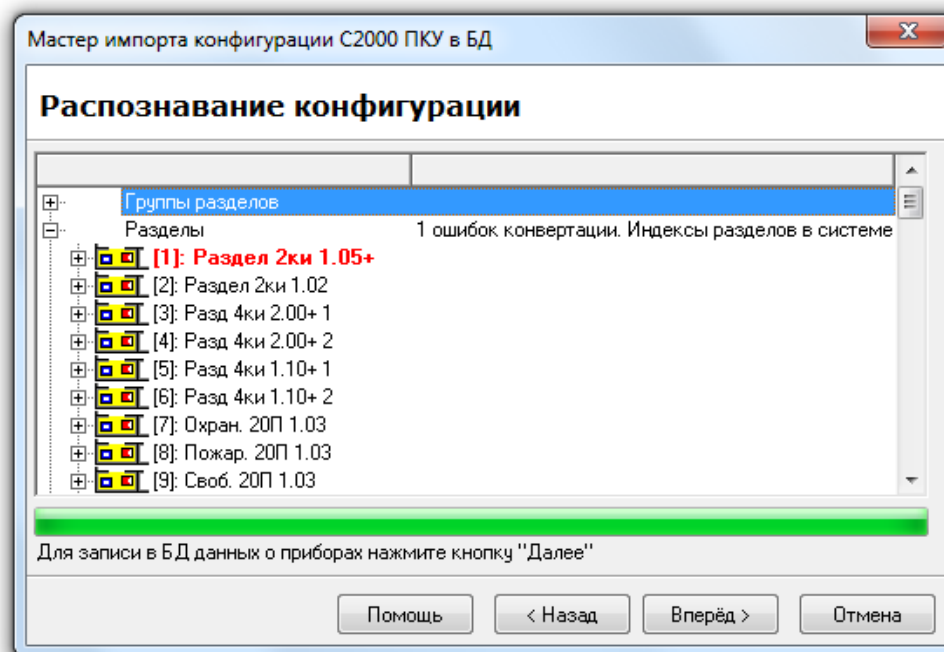 Мастер импорта конфигурации С2000 ПКУ в БД
Распознавание конфигурации
Группы разделов
Разделы 1 ошибок конвертации. Индексы разделов в системе
[1]: Раздел 2ки 1.05+
[2]: Раздел 2ки 1.02
[3]: Разд 4ки 2.00+ 1
[4]: Разд 4ки 2.00+ 2
[5]: Разд 4ки 1.10+ 1
[6]: Разд 4ки 1.10+ 2
[7]: Охран. 20П 1.03
[8]: Пожар. 20П 1.03
[9]: Своб. 20П 1.03
Для записи в БД данных о приборах нажмите кнопку "Далее"
Помощь < Назад Вперёд > Отмена